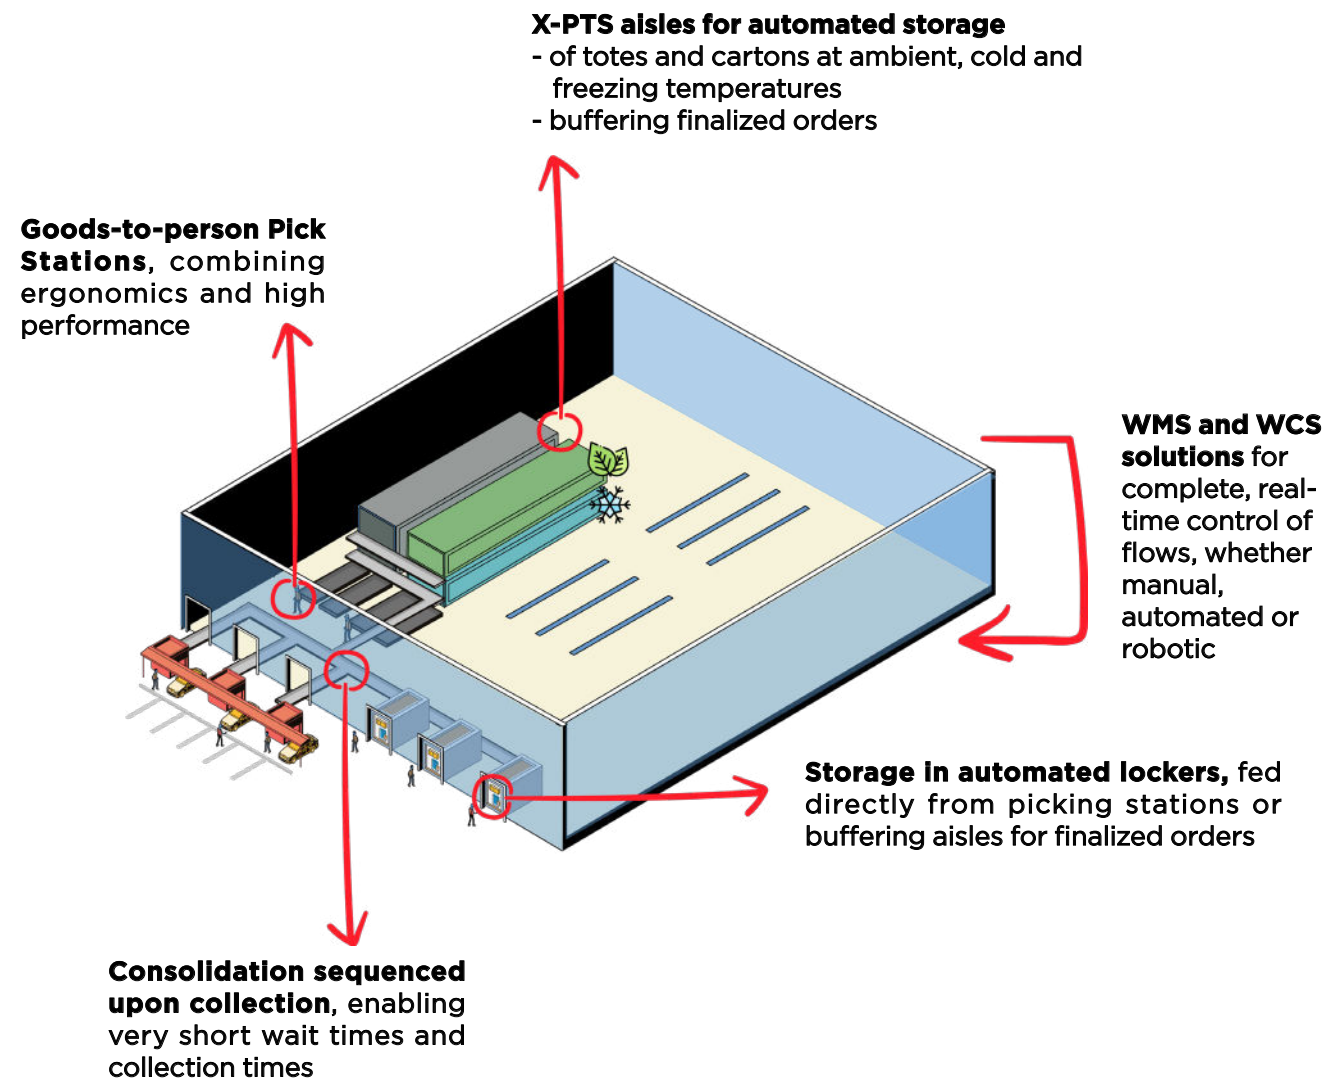 X-PTS aisles for automated storage
- of totes and cartons at ambient, cold and
freezing temperatures
- buffering finalized orders
Goods-to-person Pick
Stations, combining
ergonomics and high
performance
WMS and WCS
solutions for
complete, real-
time control of
flows, whether
manual,
automated or
robotic
Storage in automated lockers, fed
directly from picking stations or
buffering aisles for finalized orders
Consolidation sequenced
upon collection, enabling
very short wait times and
collection times